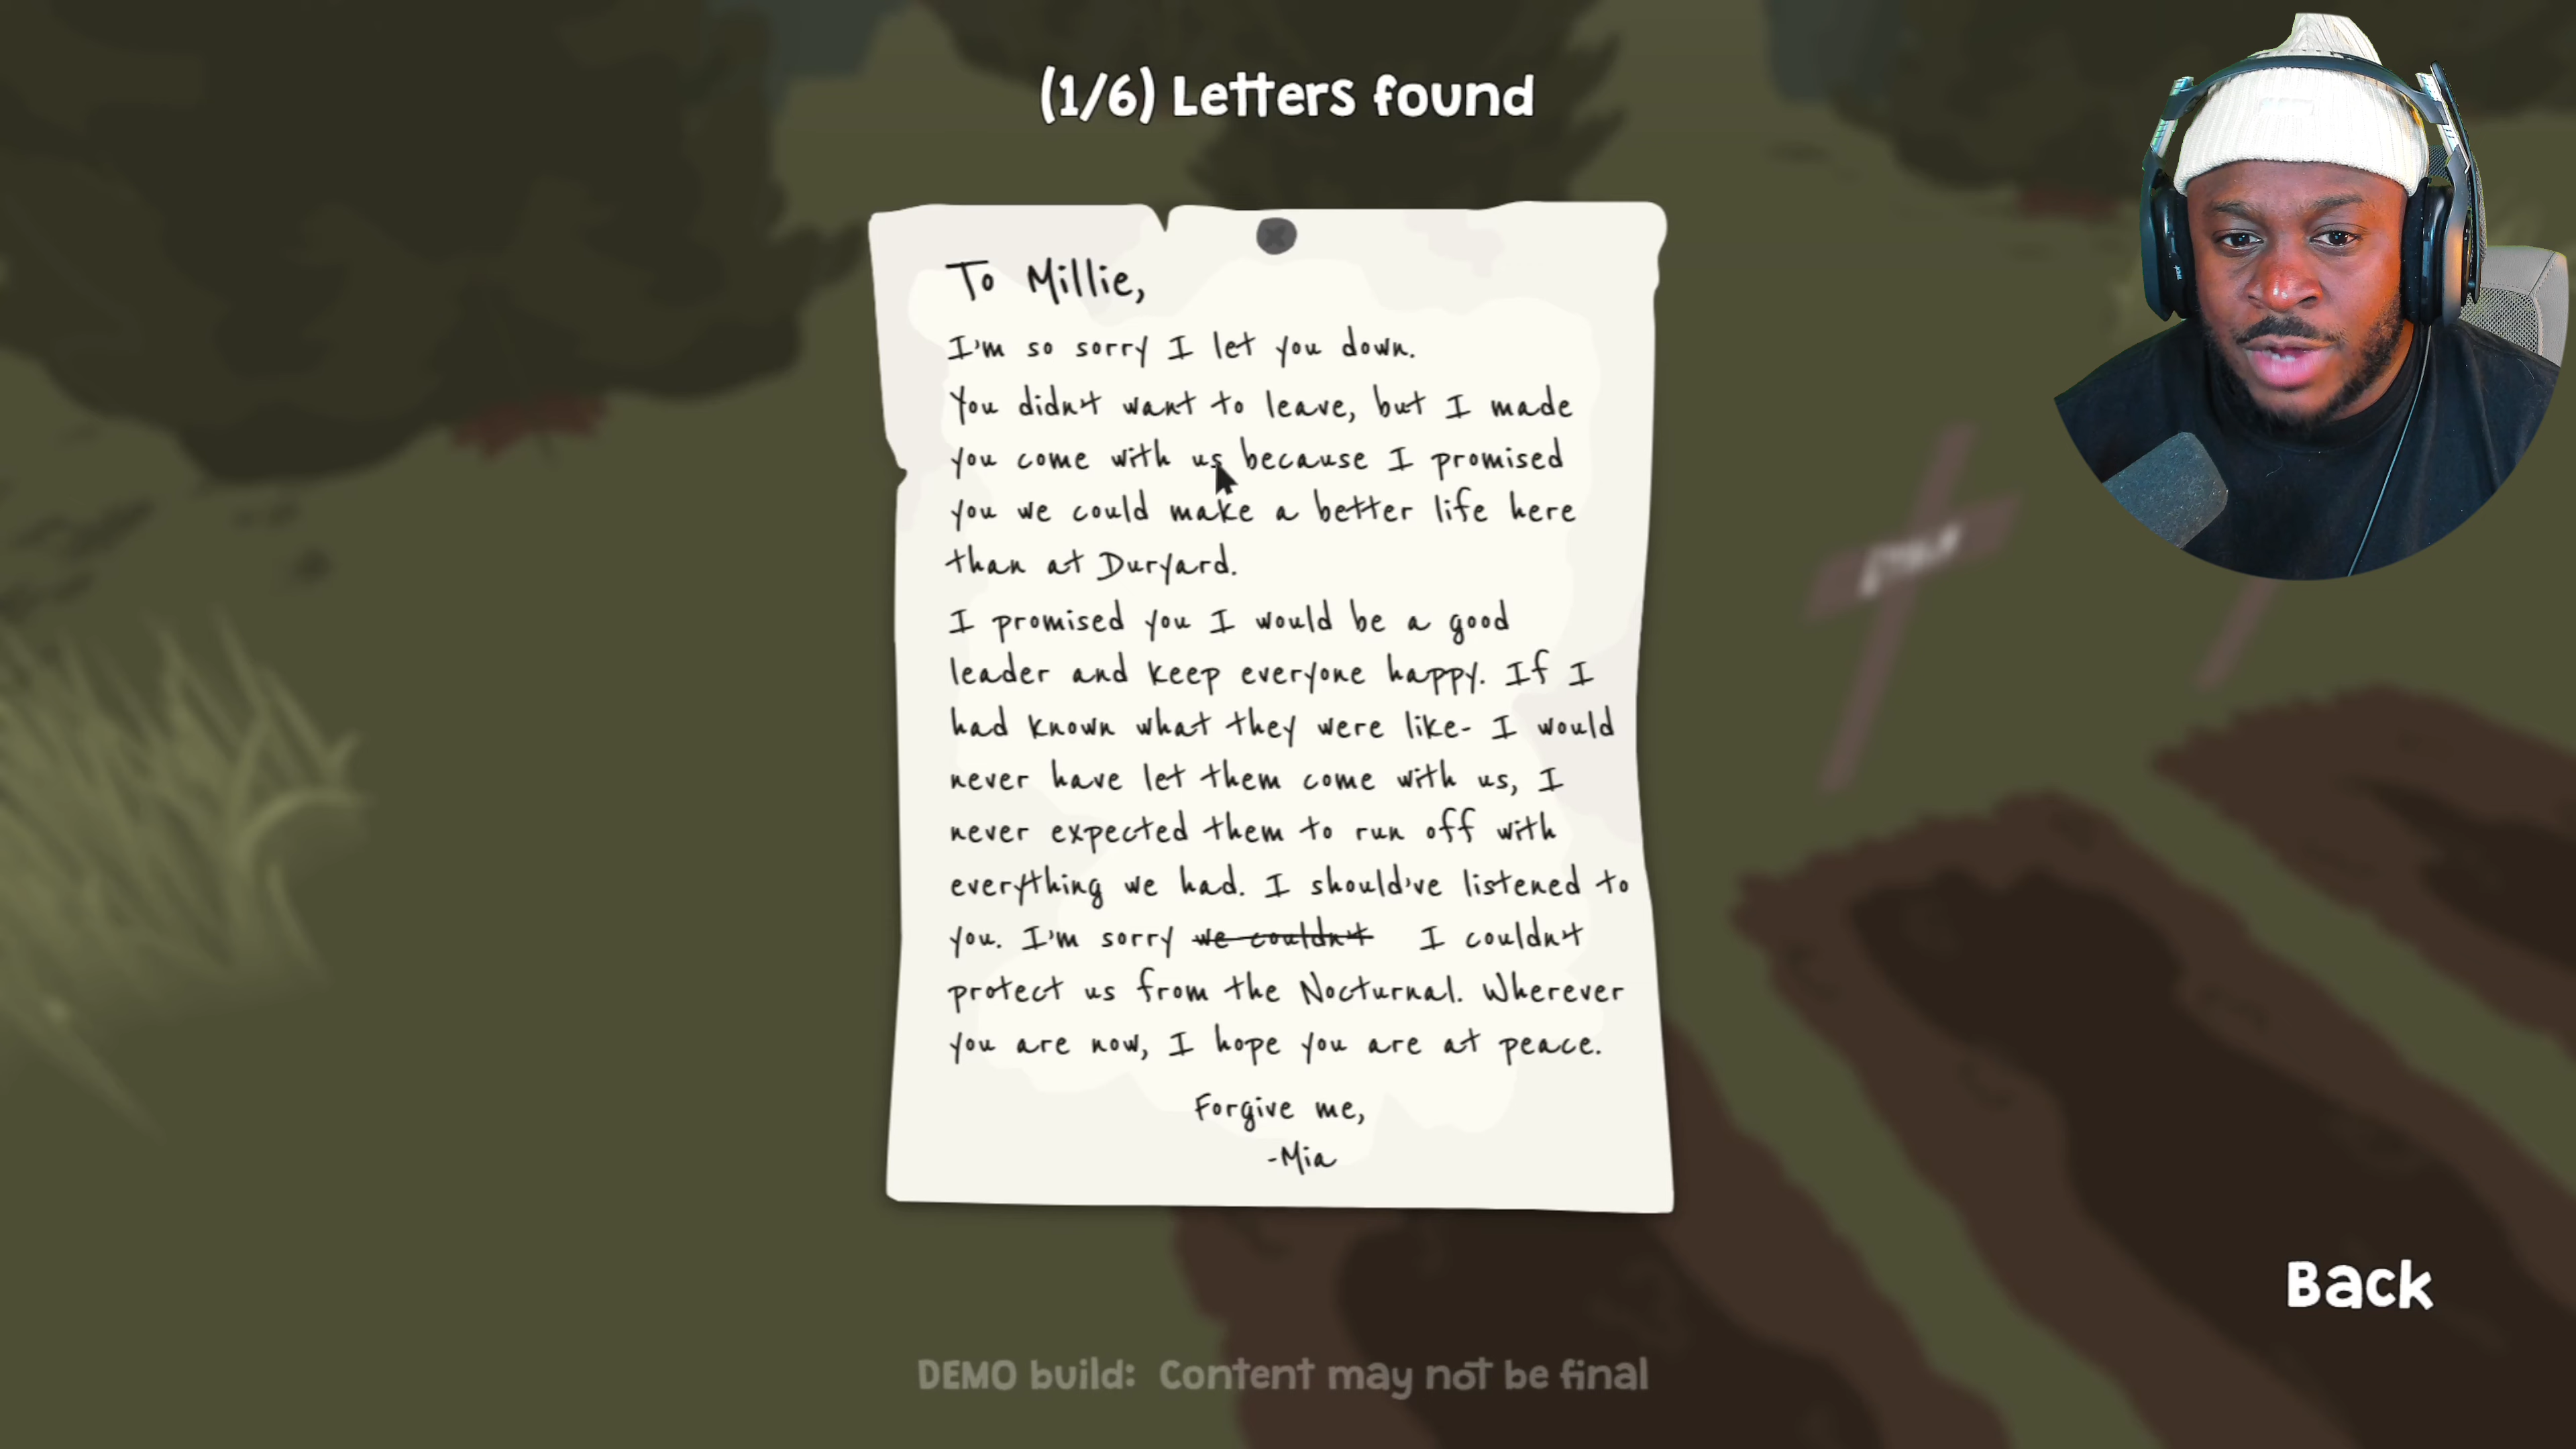 (1/6) Letters found
To Millie,
I'm so sorry I let you down.
You didn't want to leave, but I made
you come with us because I promised
you we could make a better life here
than at Duryard.
I promised you I would be a good
leader and keep everyone happy. If I
had known what they were like- I would
never have let them come with us, I
never expected them to run off with
everything we had. I should've listened to
you. I'm sorry we couldn't I couldn't
protect us from the Nocturnal. Wherever
you are now, I hope you are at peace.
Forgive me,
-Mia
Back
DEMO build: Content may not be final